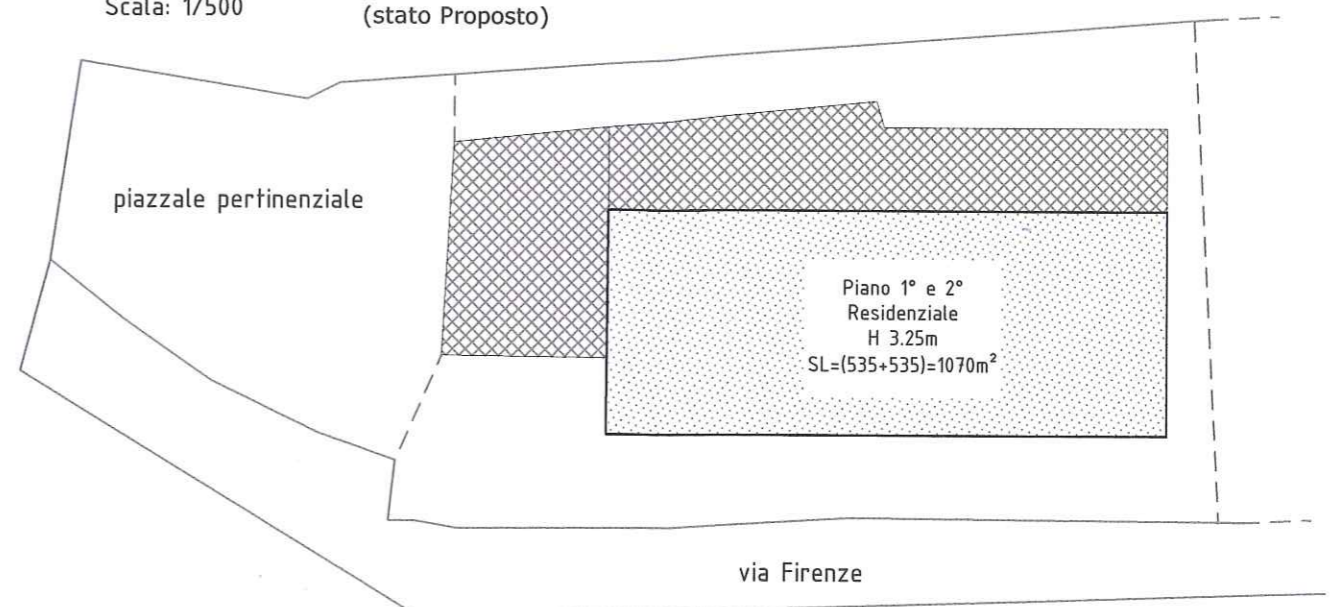 Scala: 1/500
(stato Proposto)
piazzale pertinenziale
Piano 1° e 2°
Residenziale
H 3.25m
SL=(535+535)=1070m²
via Firenze